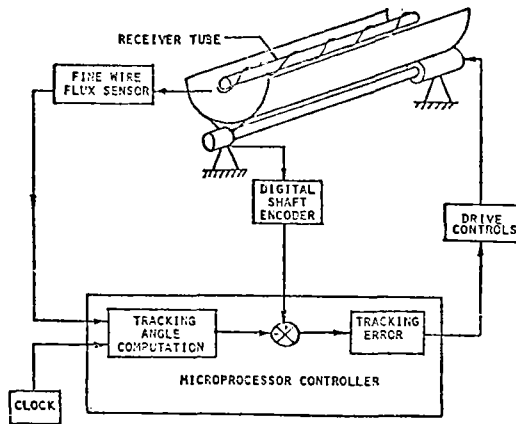 RECEIVER TUBE
FINE WIRE
FLUX SENSOR
DIGITAL
SHAFT
ENCODER
DRIVE
CONTROLS
TRACKING
ANGLE
COMPUTATION
- +
TRACKING
ERROR
MICROPROCESSOR CONTROLLER
CLOCK